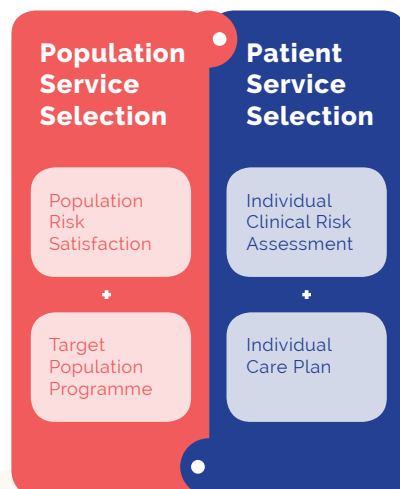 Population
Service
Selection
Population
Risk
Satisfaction
+
Target
Population
Programme
Patient
Service
Selection
Individual
Clinical Risk
Assessment
+
Individual
Care Plan